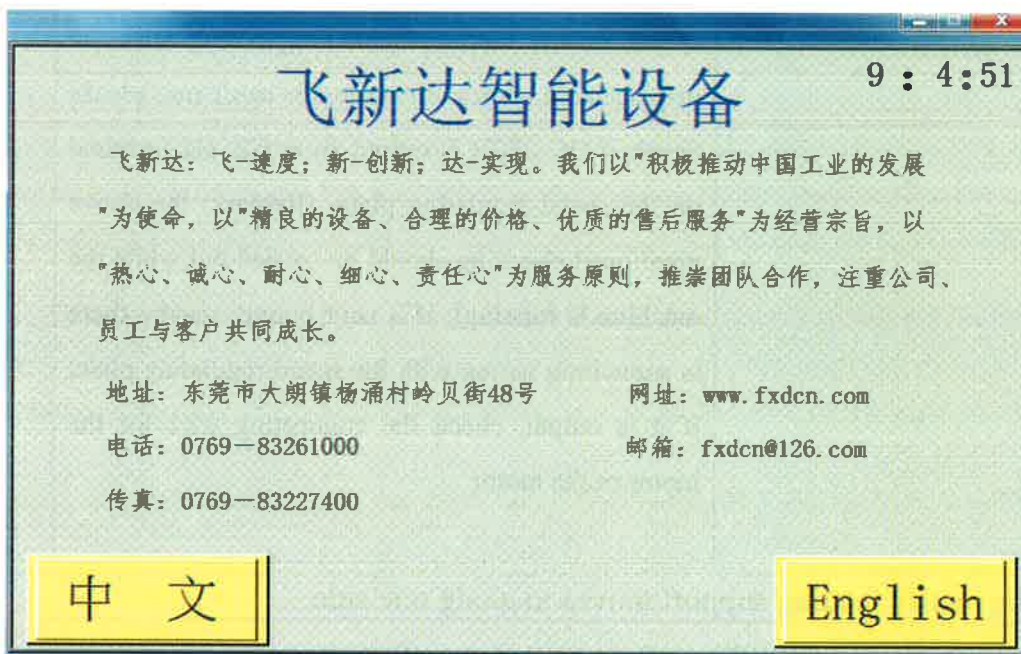 飞新达智能设备
9 : 4:51
飞新达: 飞-速度; 新-创新; 达-实现。我们以"积极推动中国工业的发展
"为使命, 以"精良的设备、合理的价格、优质的售后服务"为经营宗旨, 以
"热心、诚心、耐心、细心、责任心"为服务原则, 推崇团队合作, 注重公司、
员工与客户共同成长。
地址: 东莞市大朗镇杨涌村岭贝街48号
网址: www.fxdcn.com
电话: 0769-83261000
邮箱: fxdcn@126.com
传真: 0769-83227400
中 文
English